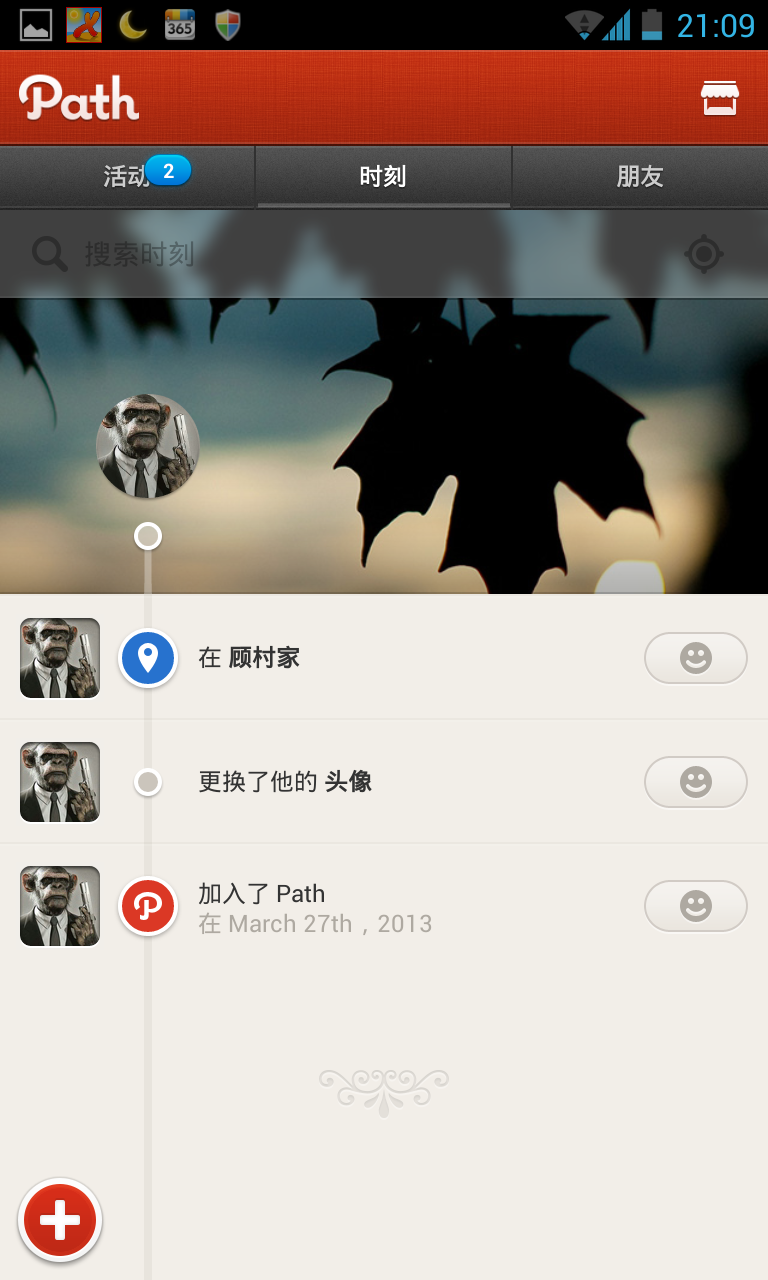 365
21:09
Path
活动
2
时刻
朋友
搜索时刻
在 顾村家
更换了他的 头像
加入了 Path
在 March 27th , 2013